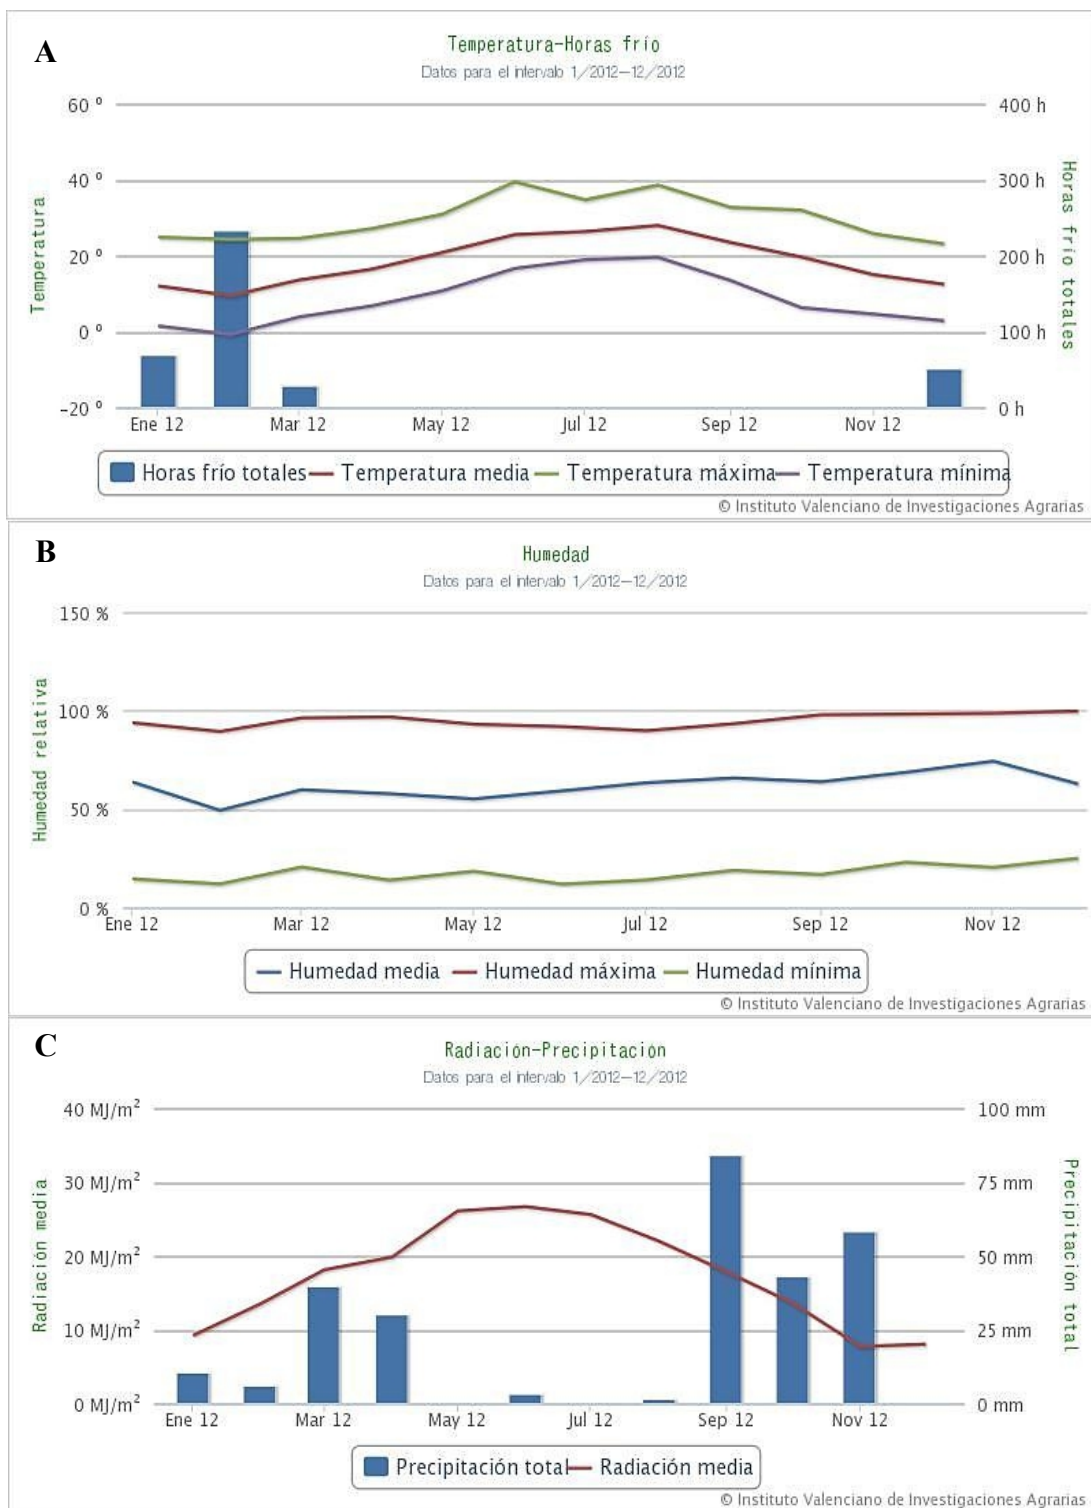 A
Temperatura-Horas frío
Datos para el intervalo 1/2012-12/2012
60 º
400 h
40 º
300 h
20 º
200 h
0 º
100 h
-20 º
0 h
Temperatura
Horas frío totales
Ene 12 Mar 12 May 12 Jul 12 Sep 12 Nov 12
Horas frío totales Temperatura media Temperatura máxima Temperatura mínima
© Instituto Valenciano de Investigaciones Agrarias
B
Humedad
Datos para el intervalo 1/2012-12/2012
150 %
100 %
50 %
0 %
Humedad relativa
Ene 12 Mar 12 May 12 Jul 12 Sep 12 Nov 12
Humedad media Humedad máxima Humedad mínima
© Instituto Valenciano de Investigaciones Agrarias
C
Radiación-Precipitación
Datos para el intervalo 1/2012-12/2012
40 MJ/m²
100 mm
30 MJ/m²
75 mm
20 MJ/m²
50 mm
10 MJ/m²
25 mm
0 MJ/m²
0 mm
Radiación media
Precipitación total
Ene 12 Mar 12 May 12 Jul 12 Sep 12 Nov 12
Precipitación total Radiación media
© Instituto Valenciano de Investigaciones Agrarias